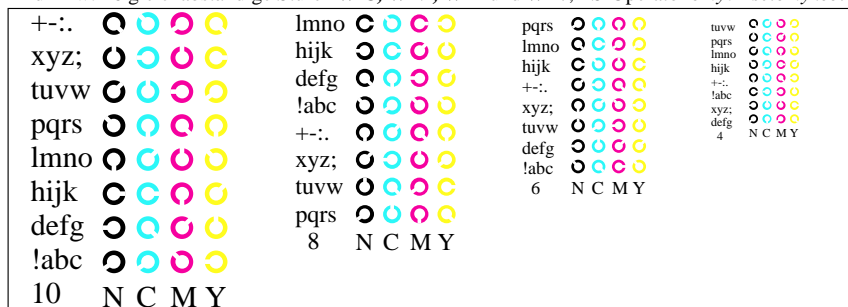 +-:.
xyz;
tuvw
pqrs
lmno
hijk
defg
!abc
10 N C M Y
lmno
hijk
defg
!abc
+-:.
xyz;
tuvw
pqrs
8 N C M Y
pqrs
lmno
hijk
+-:.
xyz;
tuvw
defg
!abc
6 N C M Y
tuvw
pqrs
lmno
hijk
+-:.
!abc
xyz;
defg
4 N C M Y